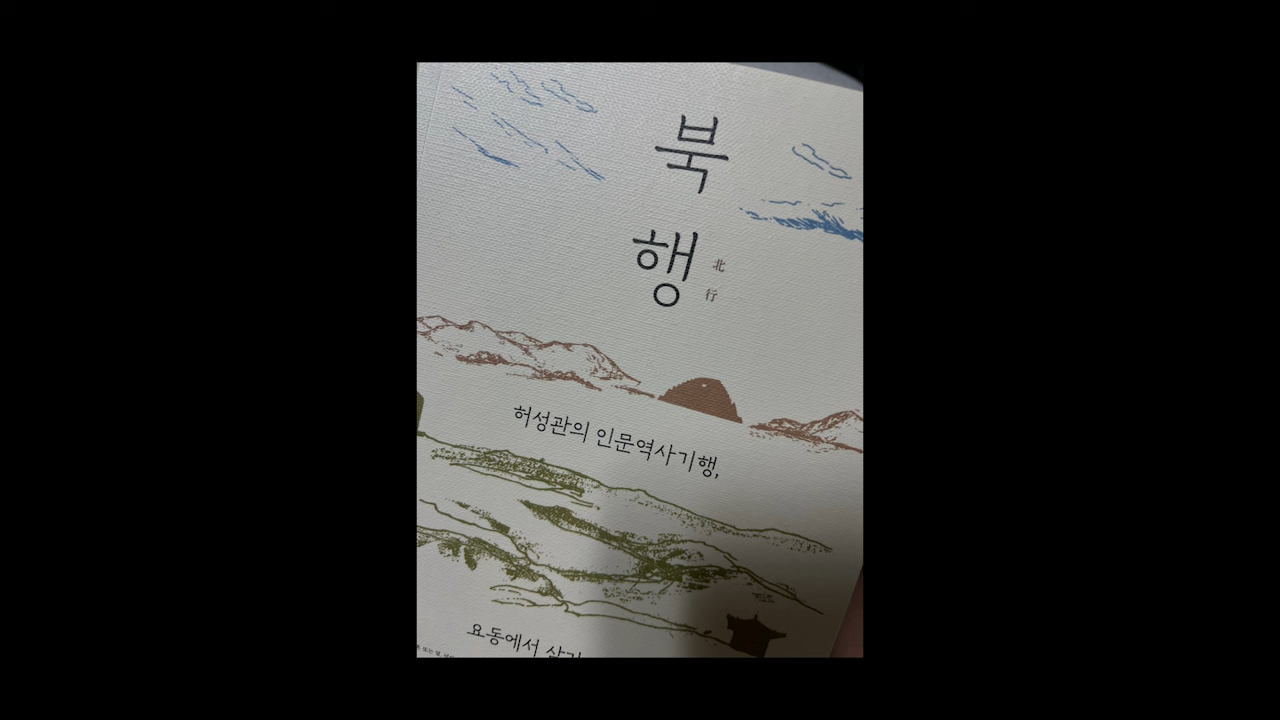 북
행
北
行
허성관의 인문역사기행,
요동에서